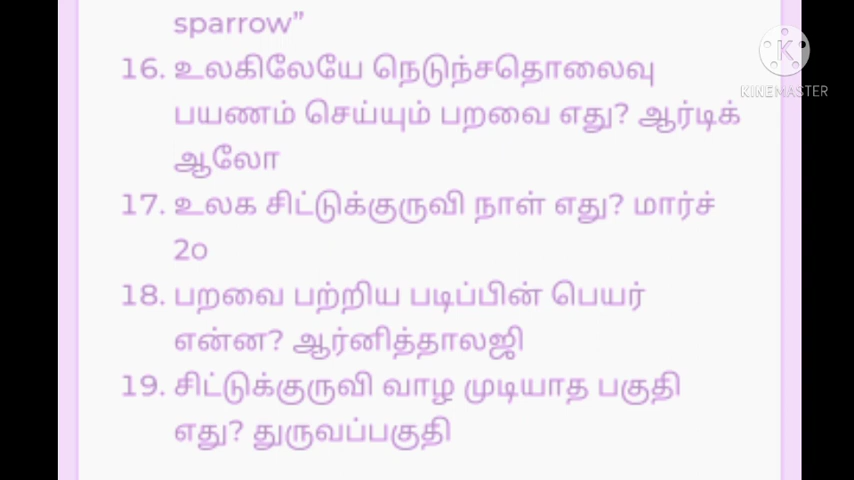 sparrow”
16. உலகிலேயே நெடுந்சதொலைவு
பயணம் செய்யும் பறவை எது? ஆர்டிக்
ஆலோ
17. உலக சிட்டுக்குருவி நாள் எது? மார்ச்
2o
18. பறவை பற்றிய படிப்பின் பெயர்
என்ன? ஆர்னித்தாலஜி
19. சிட்டுக்குருவி வாழ முடியாத பகுதி
எது? துருவப்பகுதி
K
KINEMASTER